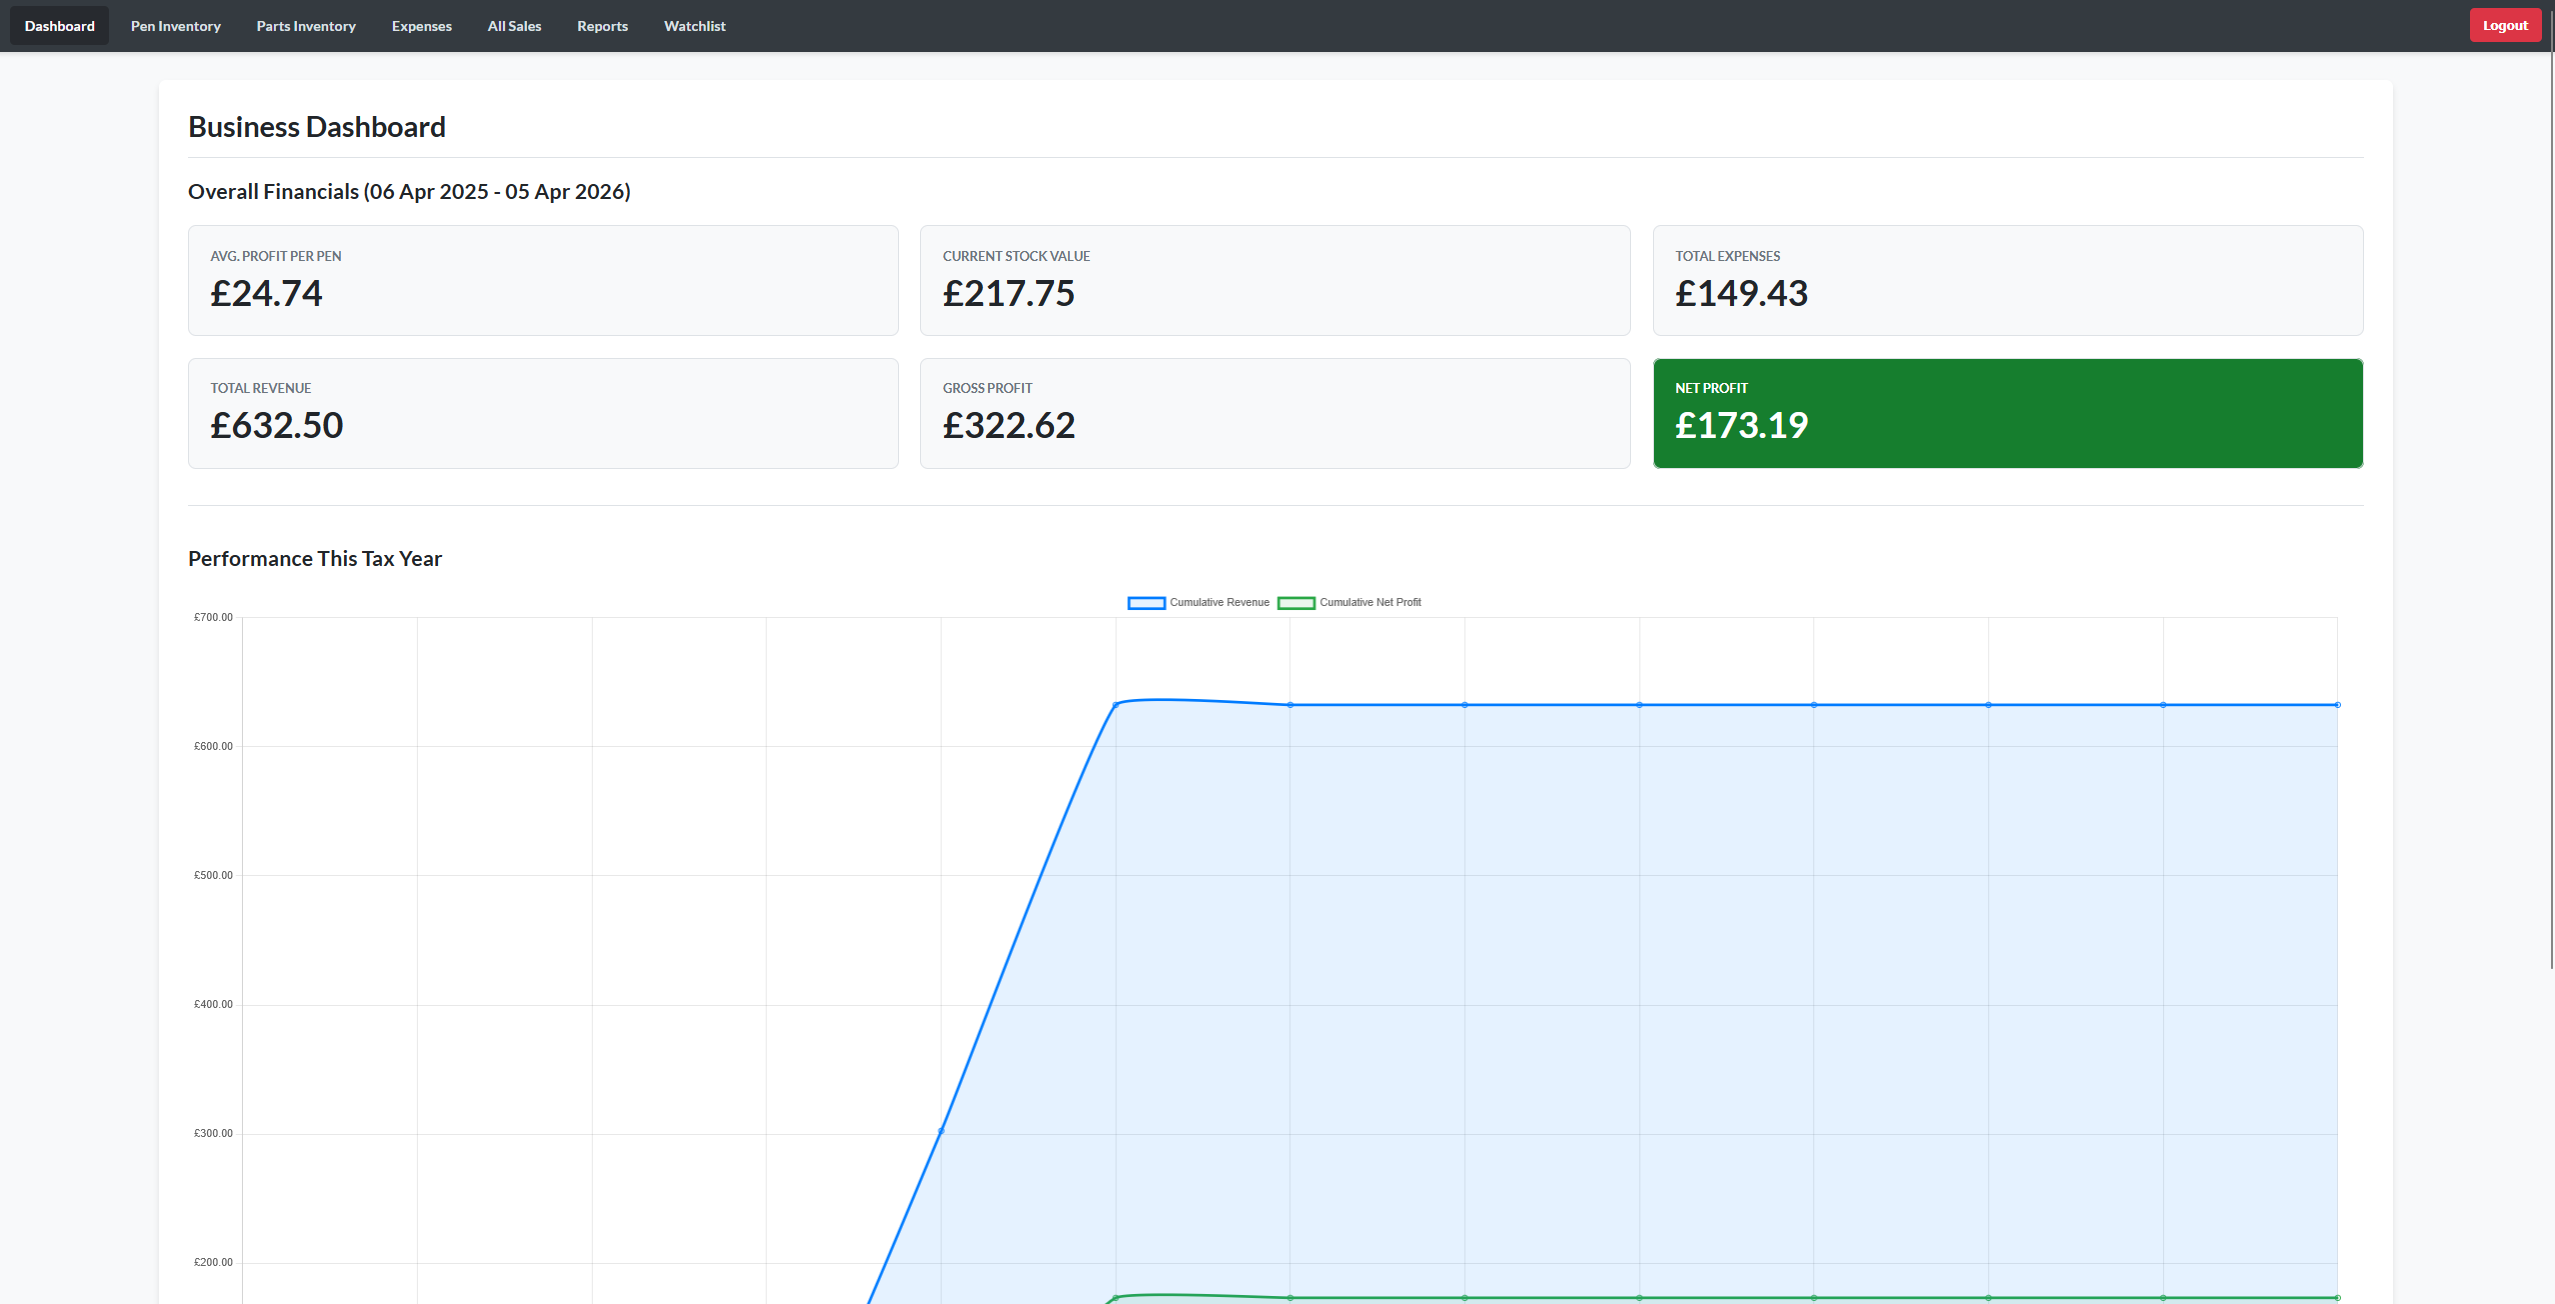 Dashboard Pen Inventory Parts Inventory Expenses All Sales Reports Watchlist Logout
Business Dashboard
Overall Financials (06 Apr 2025 - 05 Apr 2026)
AVG. PROFIT PER PEN
£24.74
CURRENT STOCK VALUE
£217.75
TOTAL EXPENSES
£149.43
TOTAL REVENUE
£632.50
GROSS PROFIT
£322.62
NET PROFIT
£173.19
Performance This Tax Year
Cumulative Revenue Cumulative Net Profit
£700.00
£600.00
£500.00
£400.00
£300.00
£200.00